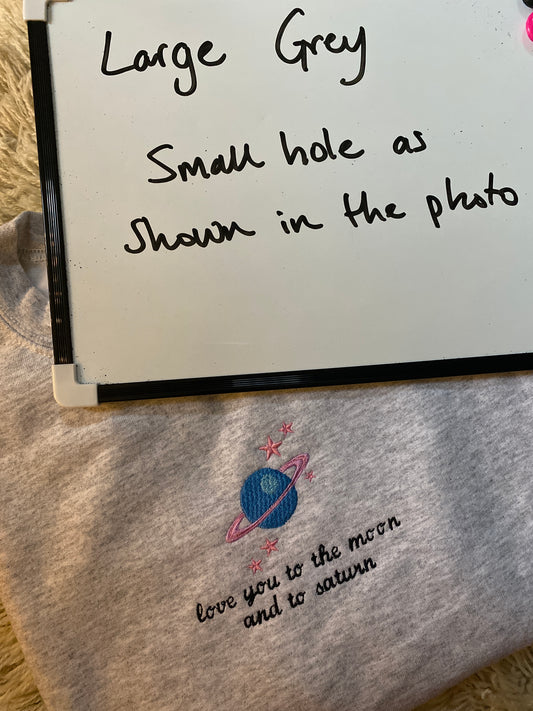 Large Grey
Small hole as
shown in the photo
love you to the moon
and to saturn